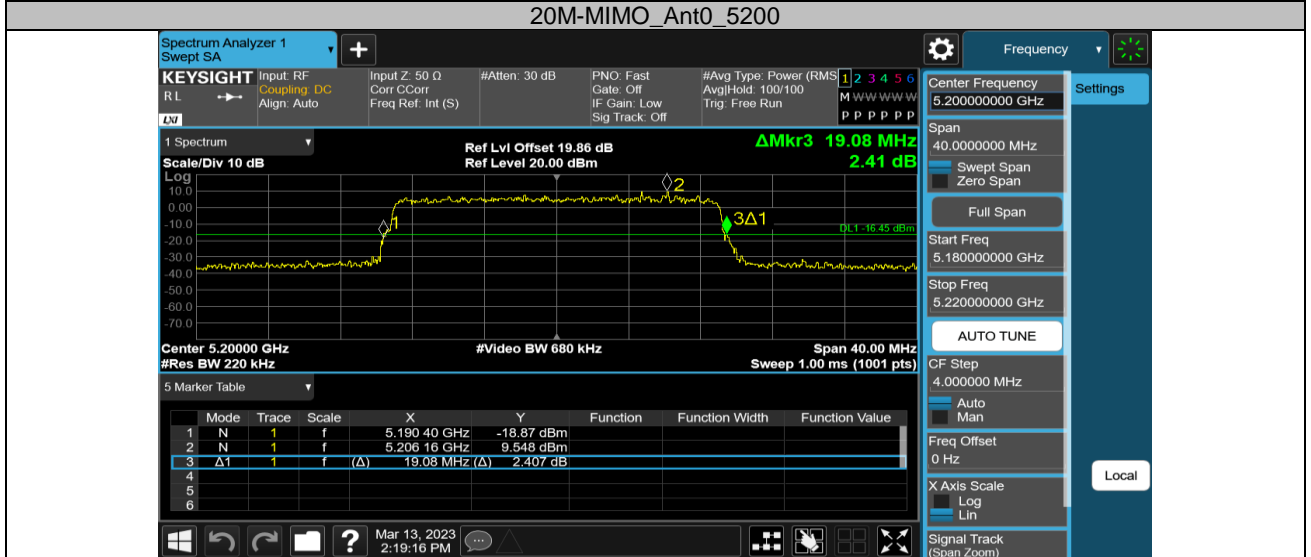 20M-MIMO_Ant0_5200
Spectrum Analyzer 1
Swept SA
Frequency
KEYSIGHT
RL
LXI
Input: RF
Coupling: DC
Align: Auto
Input Z: 50 Ω
Corr CCorr
Freq Ref: Int (S)
#Atten: 30 dB
PNO: Fast
Gate: Off
IF Gain: Low
Sig Track: Off
#Avg Type: Power (RMS
Avg|Hold: 100/100
Trig: Free Run
1 2 3 4 5 6
M W W W W W
P P P P P P
1 Spectrum
Scale/Div 10 dB
Log
Ref Lvl Offset 19.86 dB
Ref Level 20.00 dBm
ΔMkr3 19.08 MHz
2.41 dB
10.0
0.00
-10.0
-20.0
-30.0
-40.0
-50.0
-60.0
-70.0
1
2
3Δ1
DL1 -16.45 dBm
Center 5.20000 GHz
#Video BW 680 kHz
Span 40.00 MHz
#Res BW 220 kHz
Sweep 1.00 ms (1001 pts)
5 Marker Table
Mode Trace Scale X Y Function Function Width Function Value
1 N 1 f 5.190 40 GHz -18.87 dBm
2 N 1 f 5.206 16 GHz 9.548 dBm
3 Δ1 1 f (Δ) 19.08 MHz (Δ) 2.407 dB
4
5
6
Mar 13, 2023
2:19:16 PM
Center Frequency
5.200000000 GHz
Settings
Span
40.0000000 MHz
Swept Span
Zero Span
Full Span
Start Freq
5.180000000 GHz
Stop Freq
5.220000000 GHz
AUTO TUNE
CF Step
4.000000 MHz
Auto
Man
Freq Offset
0 Hz
X Axis Scale
Log
Lin
Local
Signal Track
(Span Zoom)